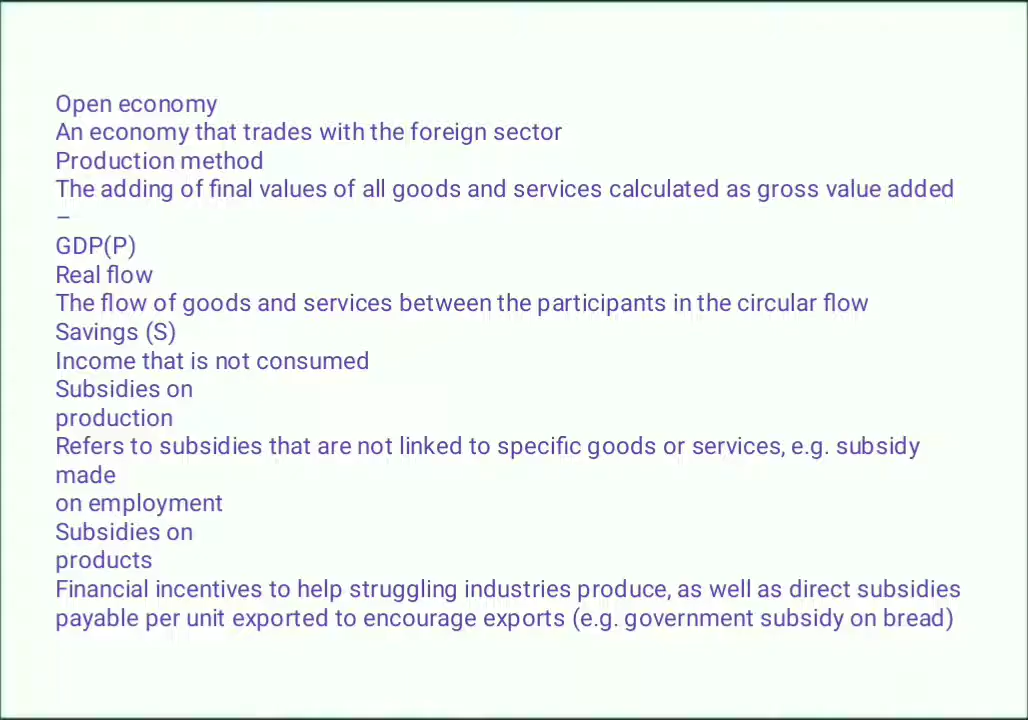 Open economy
An economy that trades with the foreign sector
Production method
The adding of final values of all goods and services calculated as gross value added
–
GDP(P)
Real flow
The flow of goods and services between the participants in the circular flow
Savings (S)
Income that is not consumed
Subsidies on
production
Refers to subsidies that are not linked to specific goods or services, e.g. subsidy
made
on employment
Subsidies on
products
Financial incentives to help struggling industries produce, as well as direct subsidies
payable per unit exported to encourage exports (e.g. government subsidy on bread)